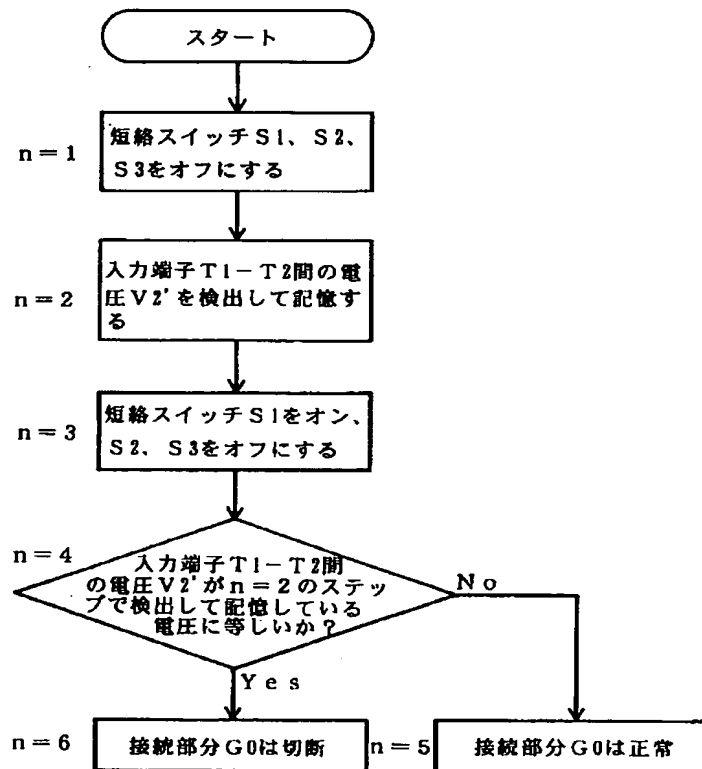 スタート
n=1
短絡スイッチS1、S2、
S3をオフにする
n=2
入力端子T1－T2間の電
圧V2'を検出して記憶す
る
n=3
短絡スイッチS1をオン、
S2、S3をオフにする
n=4
入力端子T1－T2間
の電圧V2'がn=2のステッ
プで検出して記憶している
電圧に等しいか？
No
Yes
n=6
接続部分G0は切断
n=5
接続部分G0は正常